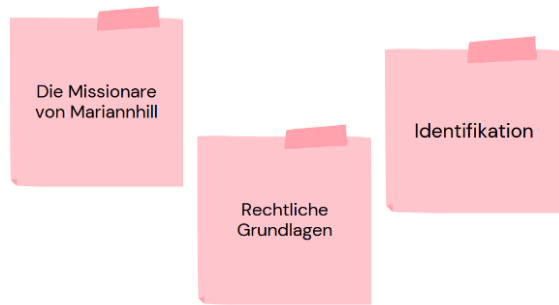 Die Missionare
von Mariannhill
Rechtliche
Grundlagen
Identifikation